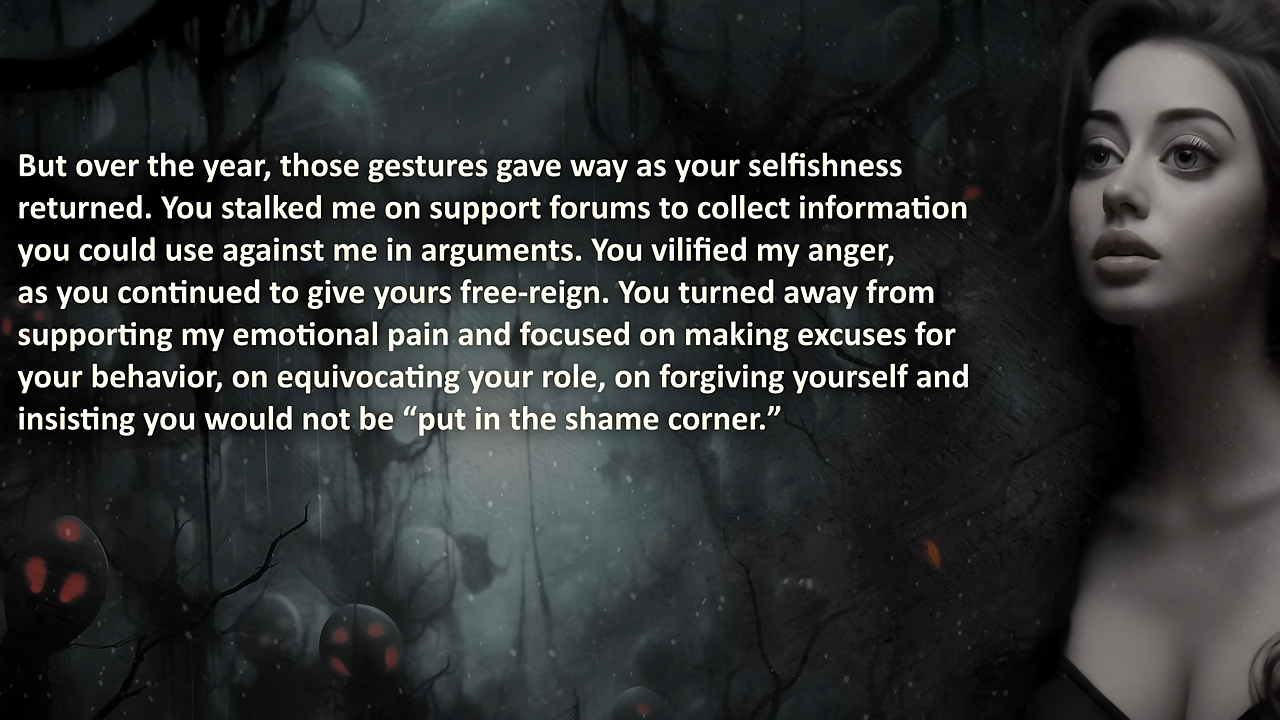 But over the year, those gestures gave way as your selfishness
returned. You stalked me on support forums to collect information
you could use against me in arguments. You vilified my anger,
as you continued to give yours free-reign. You turned away from
supporting my emotional pain and focused on making excuses for
your behavior, on equivocating your role, on forgiving yourself and
insisting you would not be “put in the shame corner.”